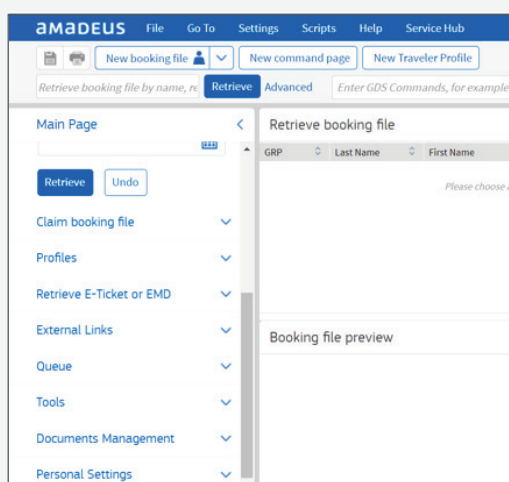 aмaDEUS File Go To Settings Scripts Help Service Hub
New booking file New command page New Traveler Profile
Retrieve booking file by name, re Retrieve Advanced Enter GDS Commands, for example
Main Page
Retrieve Undo
Claim booking file
Profiles
Retrieve E-Ticket or EMD
External Links
Queue
Tools
Documents Management
Personal Settings
Retrieve booking file
GRP Last Name First Name
Please choose a
Booking file preview